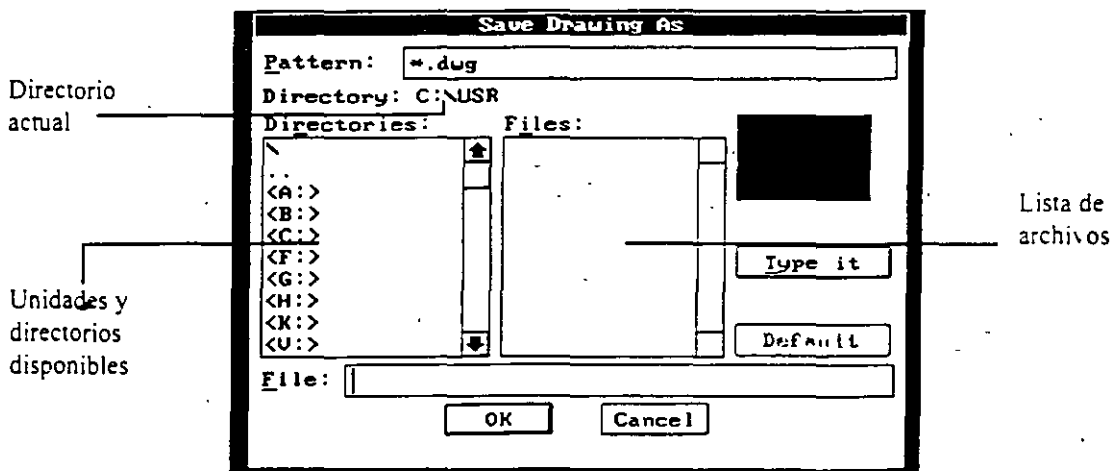 Save Drawing As
Pattern: *.dwg
Directory: C:\USR
Directories:
Files:
\
..
<A:>
<B:>
<C:>
<F:>
<G:>
<H:>
<K:>
<V:>
Type it
Default
File:
OK
Cancel
Directorio
actual
Unidades y
directorios
disponibles
Lista de
archivos